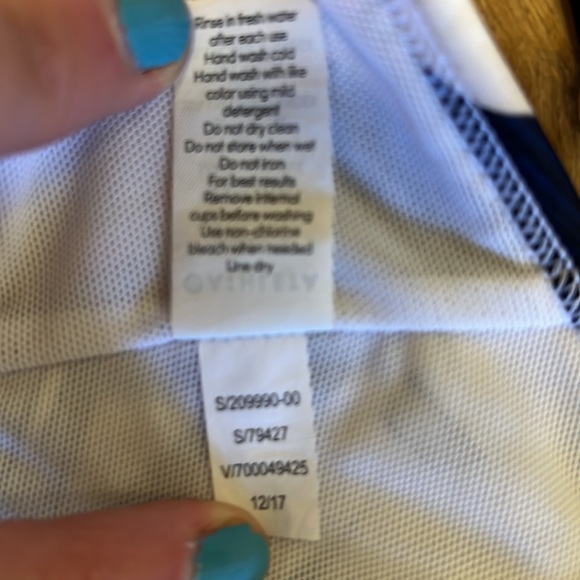 Rinse in fresh water
after each use
Hand wash cold
Hand wash with like
color using mild
detergent
Do not dry clean
Do not store when wet
Do not iron
For best results
Remove internal
cups before washing
Use non-chlorine
bleach when needed
Line dry
S/209990-00
S/79427
V/700049425
12/17